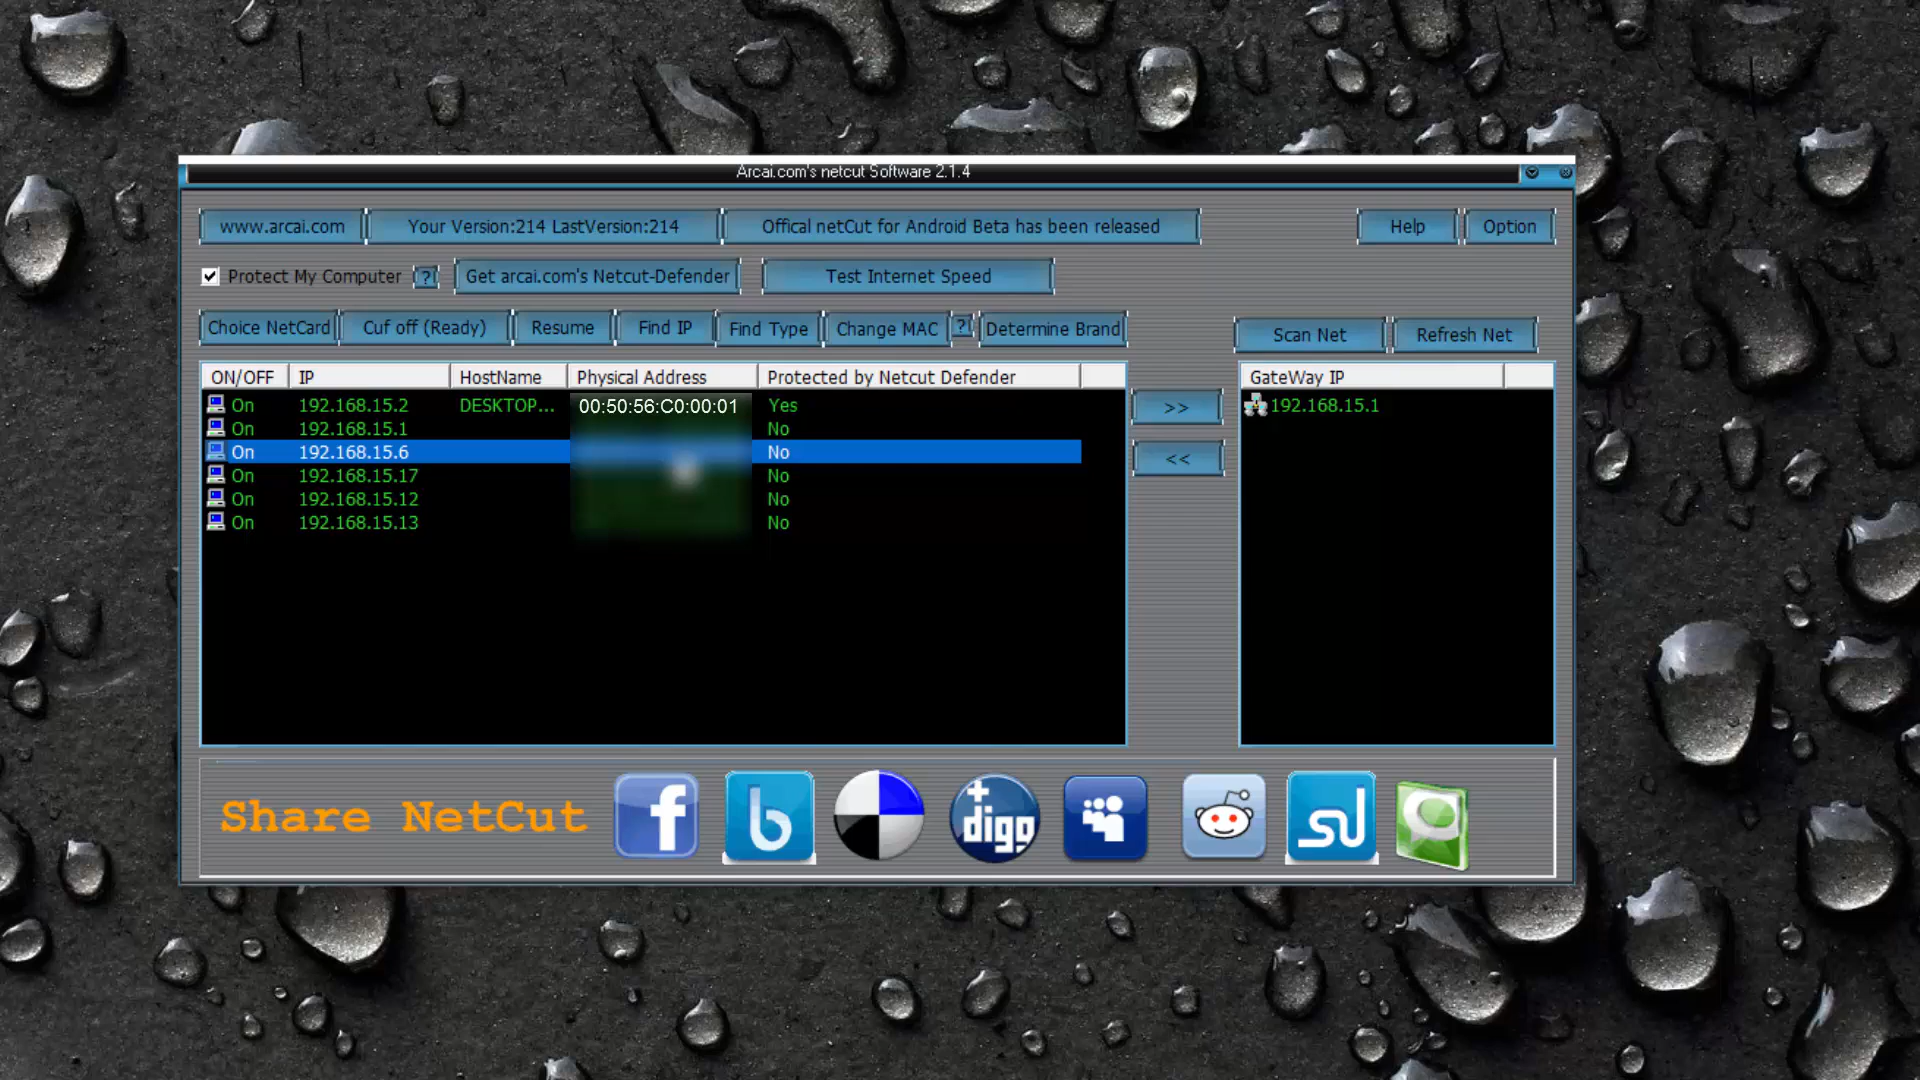 Arcai.com's netcut Software 2.1.4
www.arcai.com Your Version:214 LastVersion:214 Offical netCut for Android Beta has been released Help Option
Protect My Computer ? Get arcai.com's Netcut-Defender Test Internet Speed
Choice NetCard Cuf off (Ready) Resume Find IP Find Type Change MAC ? Determine Brand Scan Net Refresh Net
ON/OFF IP HostName Physical Address Protected by Netcut Defender GateWay IP
On 192.168.15.2 DESKTOP... 00:50:56:C0:00:01 Yes >> 192.168.15.1
On 192.168.15.1 No
On 192.168.15.6 No <<
On 192.168.15.17 No
On 192.168.15.12 No
On 192.168.15.13 No
Share NetCut f b +digg su